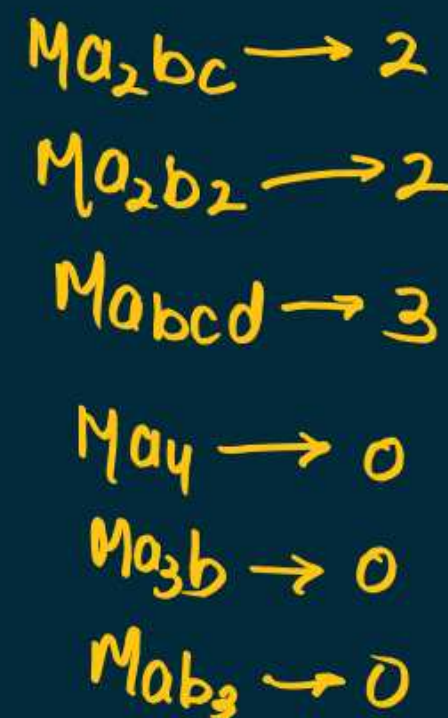 Ma₂bc → 2
Ma₂b₂ → 2
Mabcd → 3
Ma₄ → 0
Ma₃b → 0
Mab₃ → 0